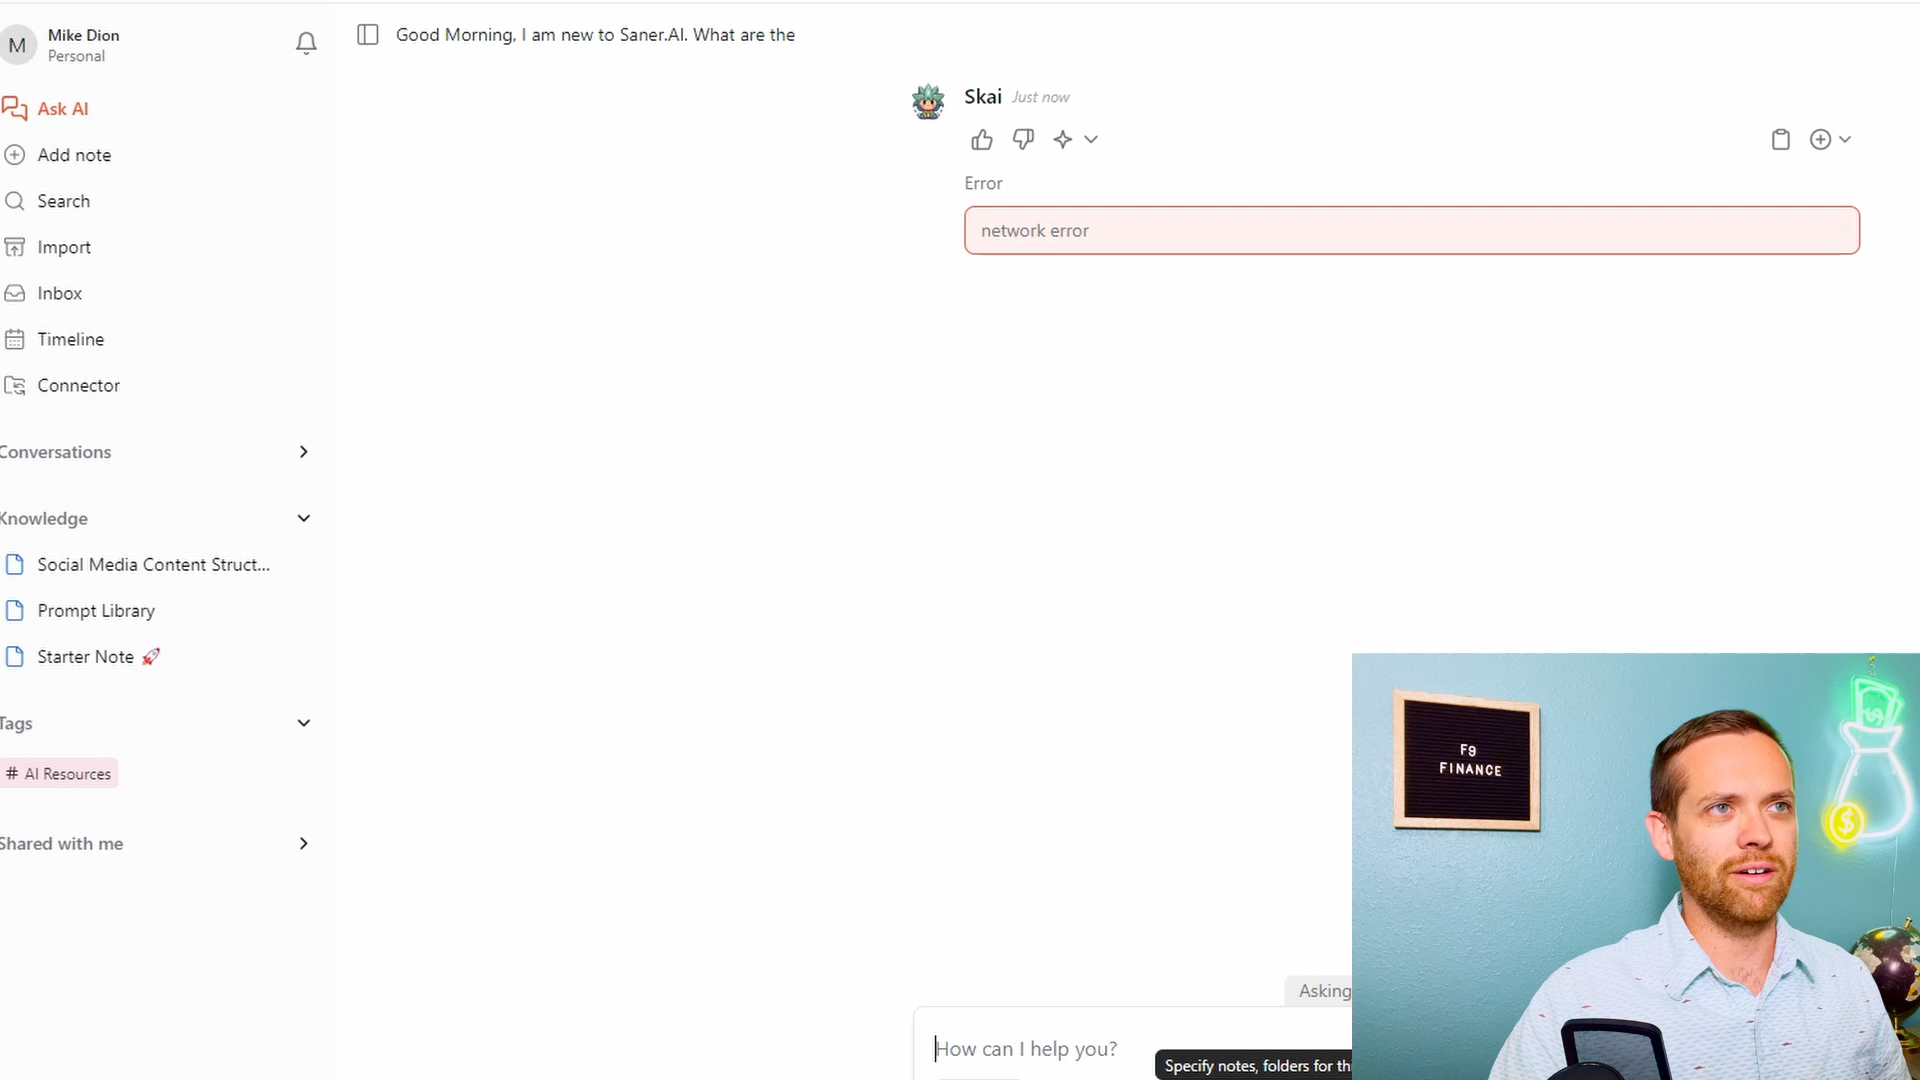 M
Mike Dion
Personal
Ask AI
Add note
Search
Import
Inbox
Timeline
Connector
Conversations
Knowledge
Social Media Content Struct...
Prompt Library
Starter Note 🚀
Tags
# AI Resources
Shared with me
Good Morning, I am new to Saner.AI. What are the
Skai Just now
Error
network error
Asking
How can I help you?
Specify notes, folders for
F9
FINANCE
$